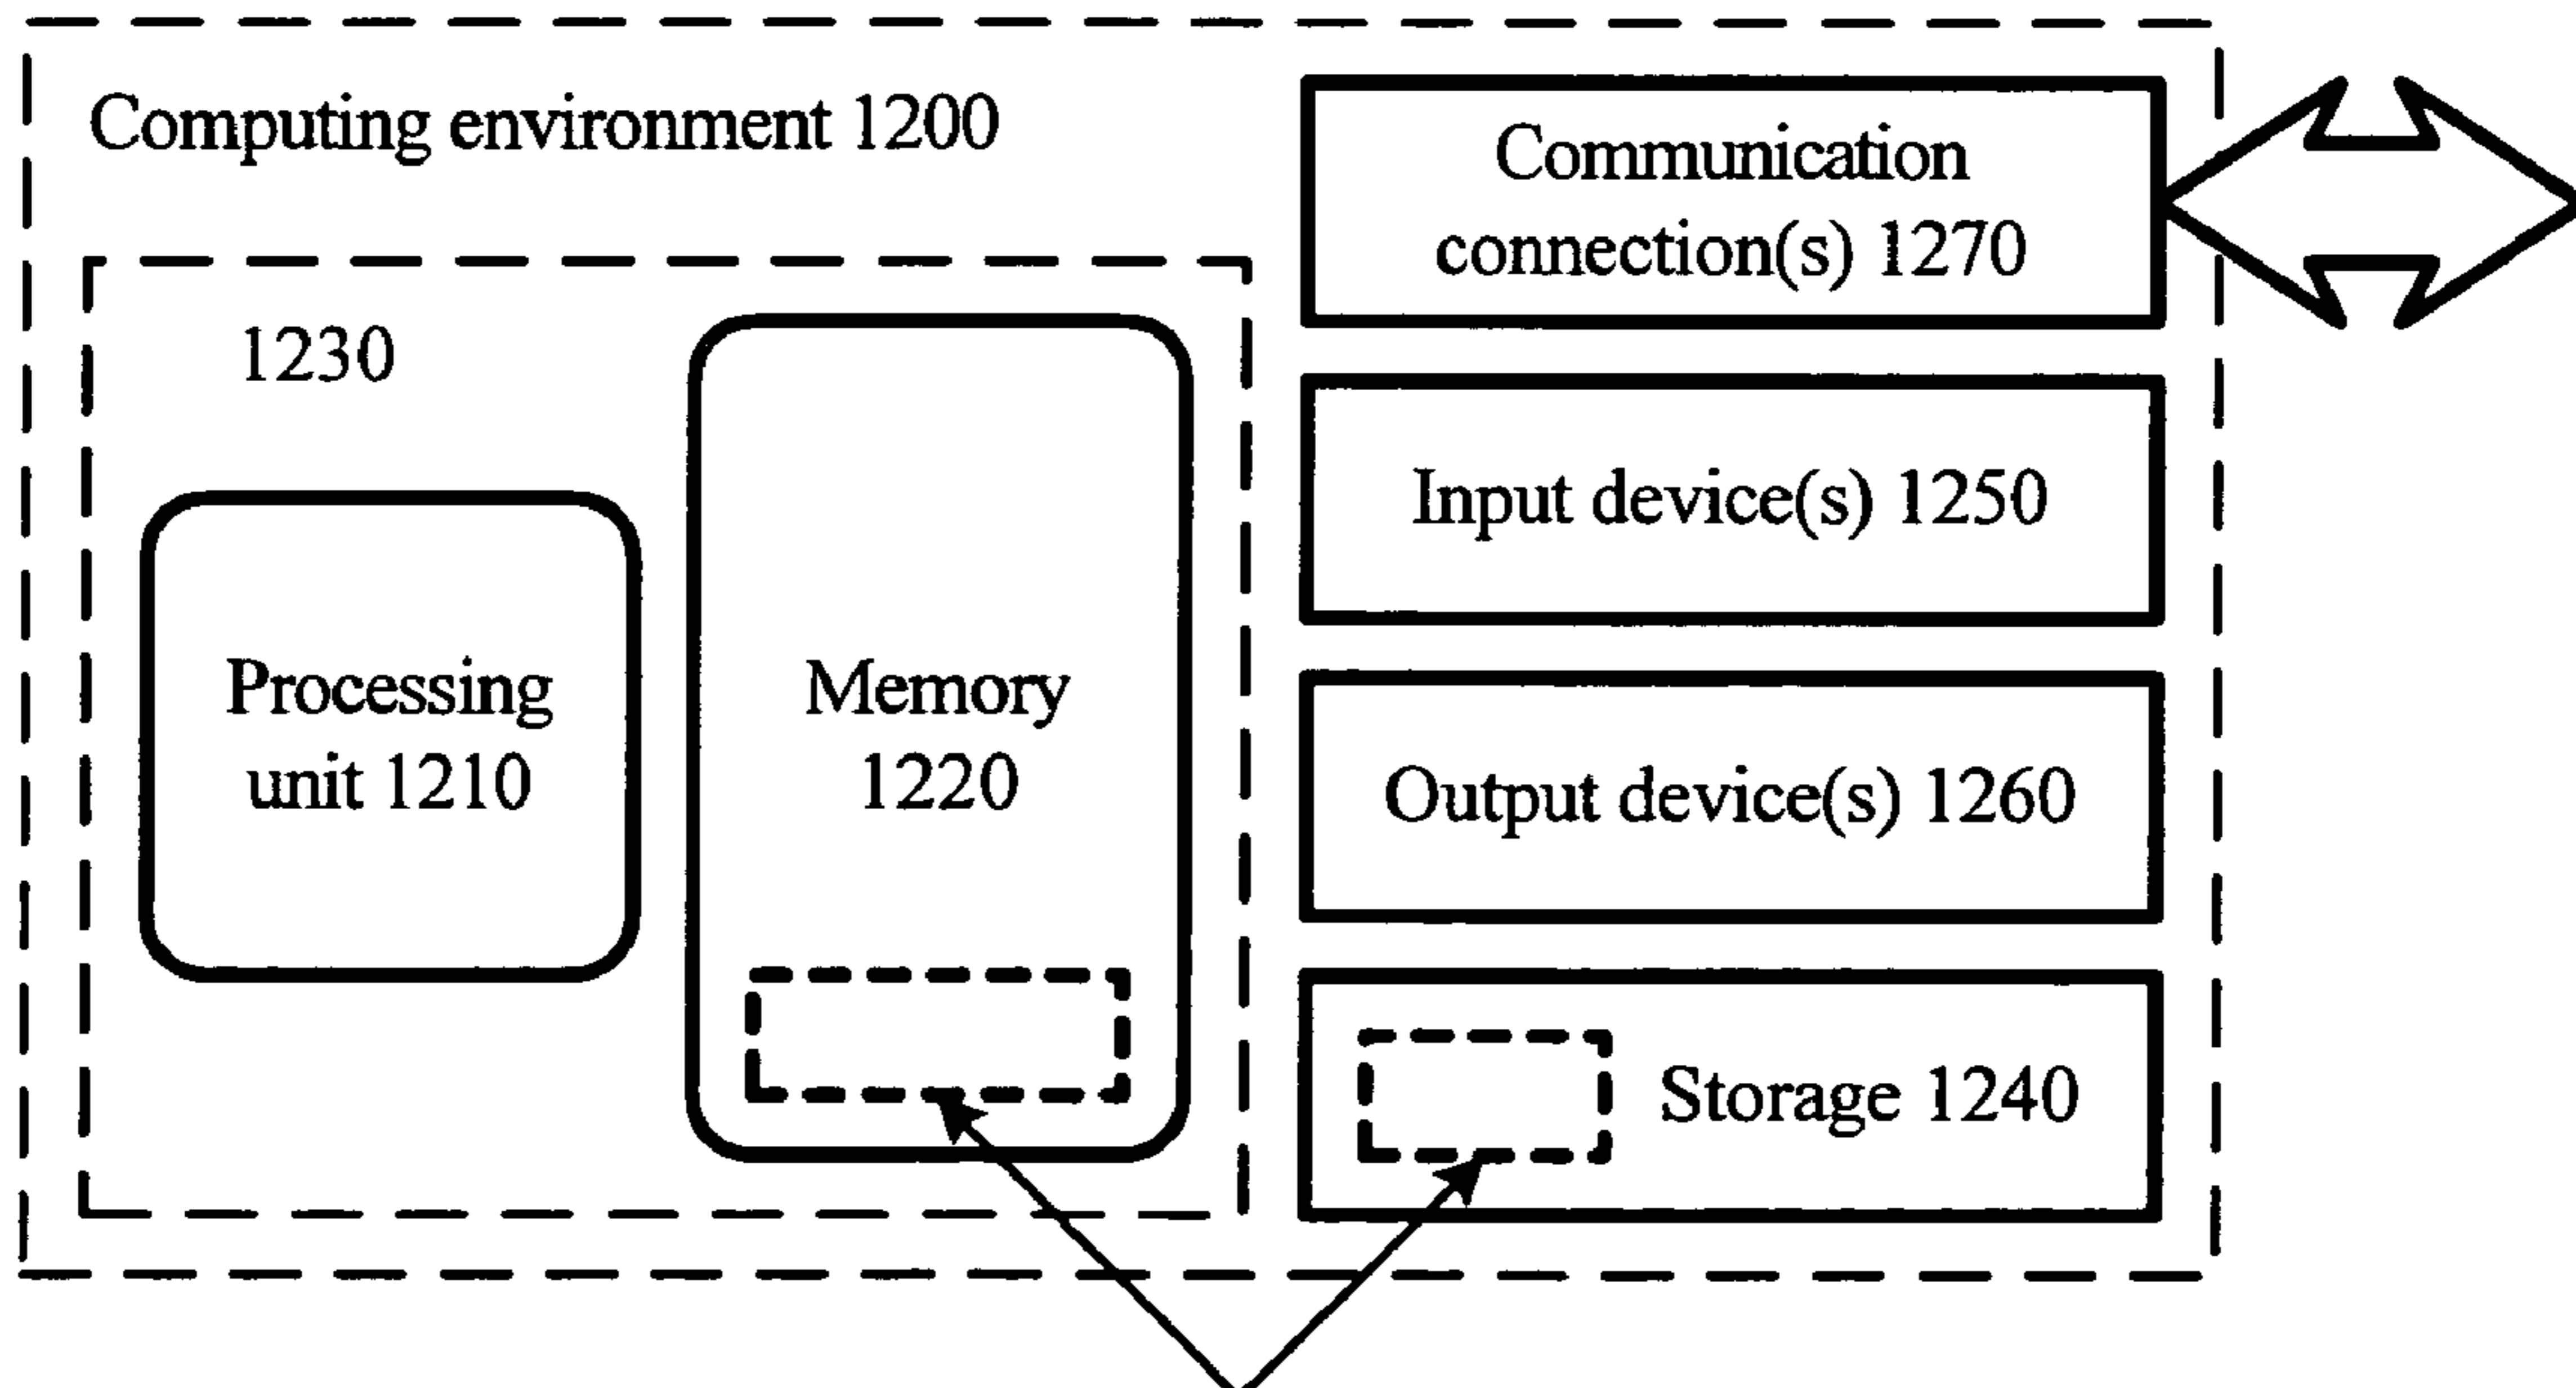 Computing environment 1200
Communication
connection(s) 1270
1230
Input device(s) 1250
Processing
unit 1210
Memory
1220
Output device(s) 1260
Storage 1240